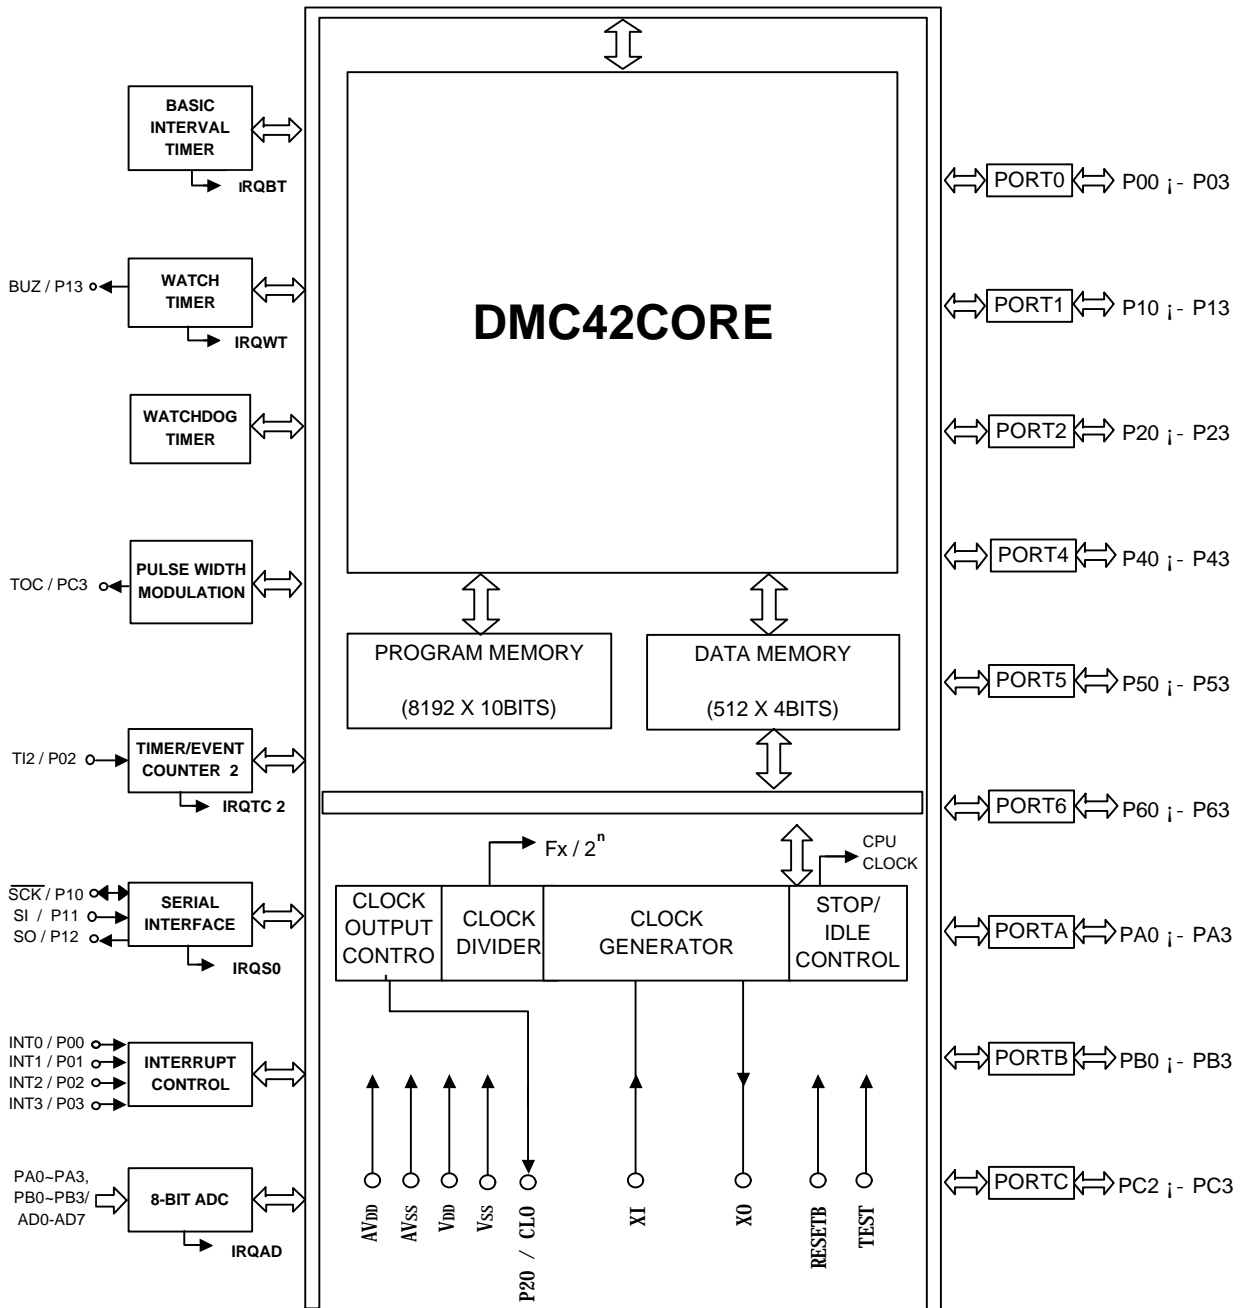 BASIC
INTERVAL
TIMER
IRQBT
BUZ / P13
WATCH
TIMER
IRQWT
WATCHDOG
TIMER
TOC / PC3
PULSE WIDTH
MODULATION
TI2 / P02
TIMER/EVENT
COUNTER 2
IRQTC 2
SCK / P10
SI / P11
SO / P12
SERIAL
INTERFACE
IRQS0
INT0 / P00
INT1 / P01
INT2 / P02
INT3 / P03
INTERRUPT
CONTROL
PA0~PA3,
PB0~PB3/
AD0-AD7
8-BIT ADC
IRQAD
DMC42CORE
PROGRAM MEMORY
(8192 X 10BITS)
DATA MEMORY
(512 X 4BITS)
Fx / 2^n
CPU
CLOCK
CLOCK
OUTPUT
CONTRO
CLOCK
DIVIDER
CLOCK
GENERATOR
STOP/
IDLE
CONTROL
AVDD
AVSS
VDD
VSS
P20 / CLO
XI
XO
RESETB
TEST
PORT0 P00 ¡- P03
PORT1 P10 ¡- P13
PORT2 P20 ¡- P23
PORT4 P40 ¡- P43
PORT5 P50 ¡- P53
PORT6 P60 ¡- P63
PORTA PA0 ¡- PA3
PORTB PB0 ¡- PB3
PORTC PC2 ¡- PC3